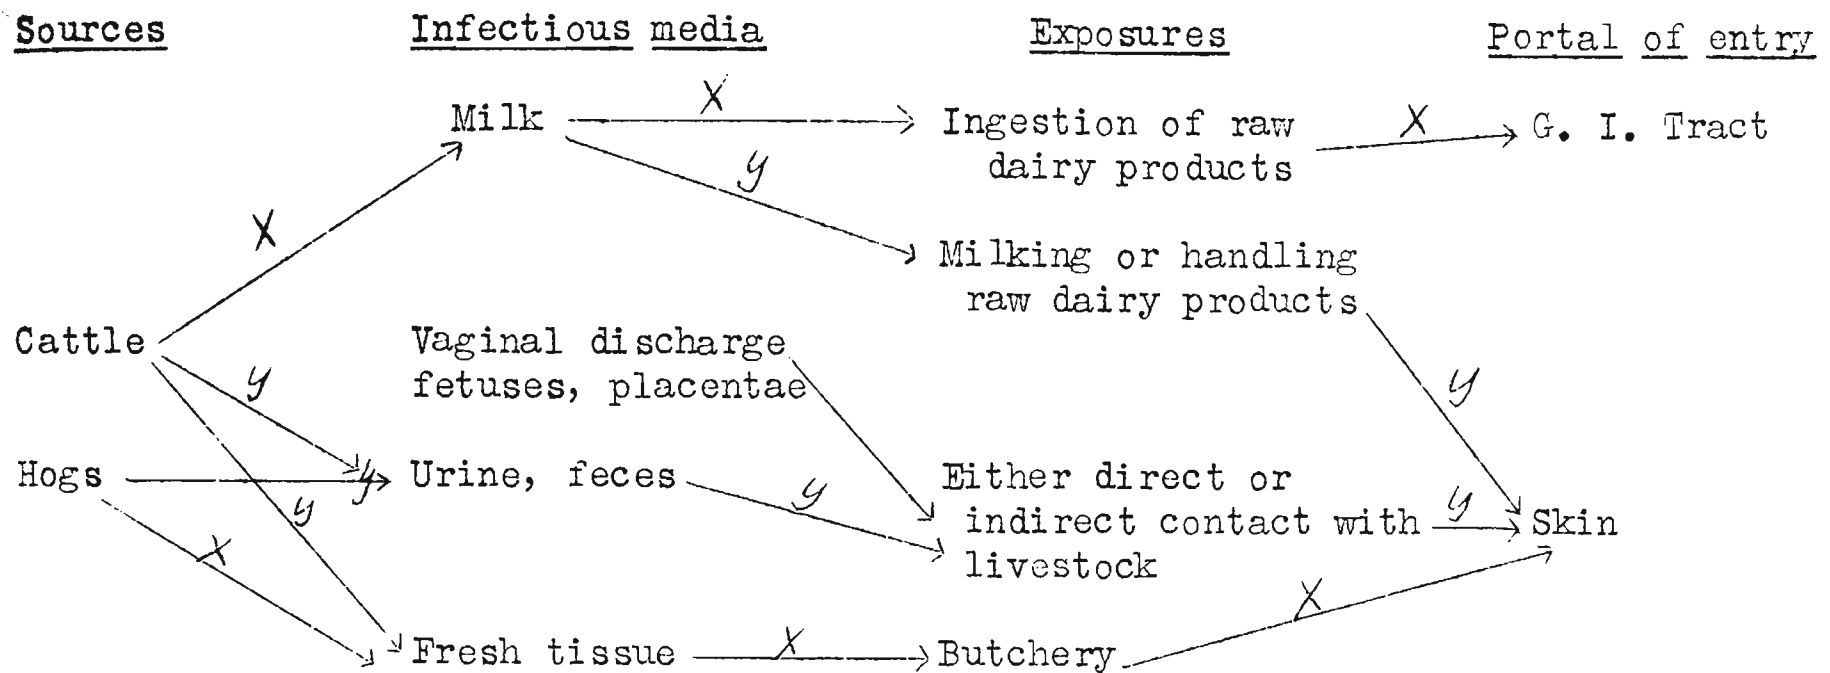 Sources Infectious media Exposures Portal of entry
Milk X Ingestion of raw X G. I. Tract
dairy products
y
X Milking or handling
raw dairy products
Cattle Vaginal discharge
y fetuses, placentae y
Hogs y Urine, feces y Either direct or
y indirect contact with y Skin
X livestock
X
Fresh tissue X Butchery